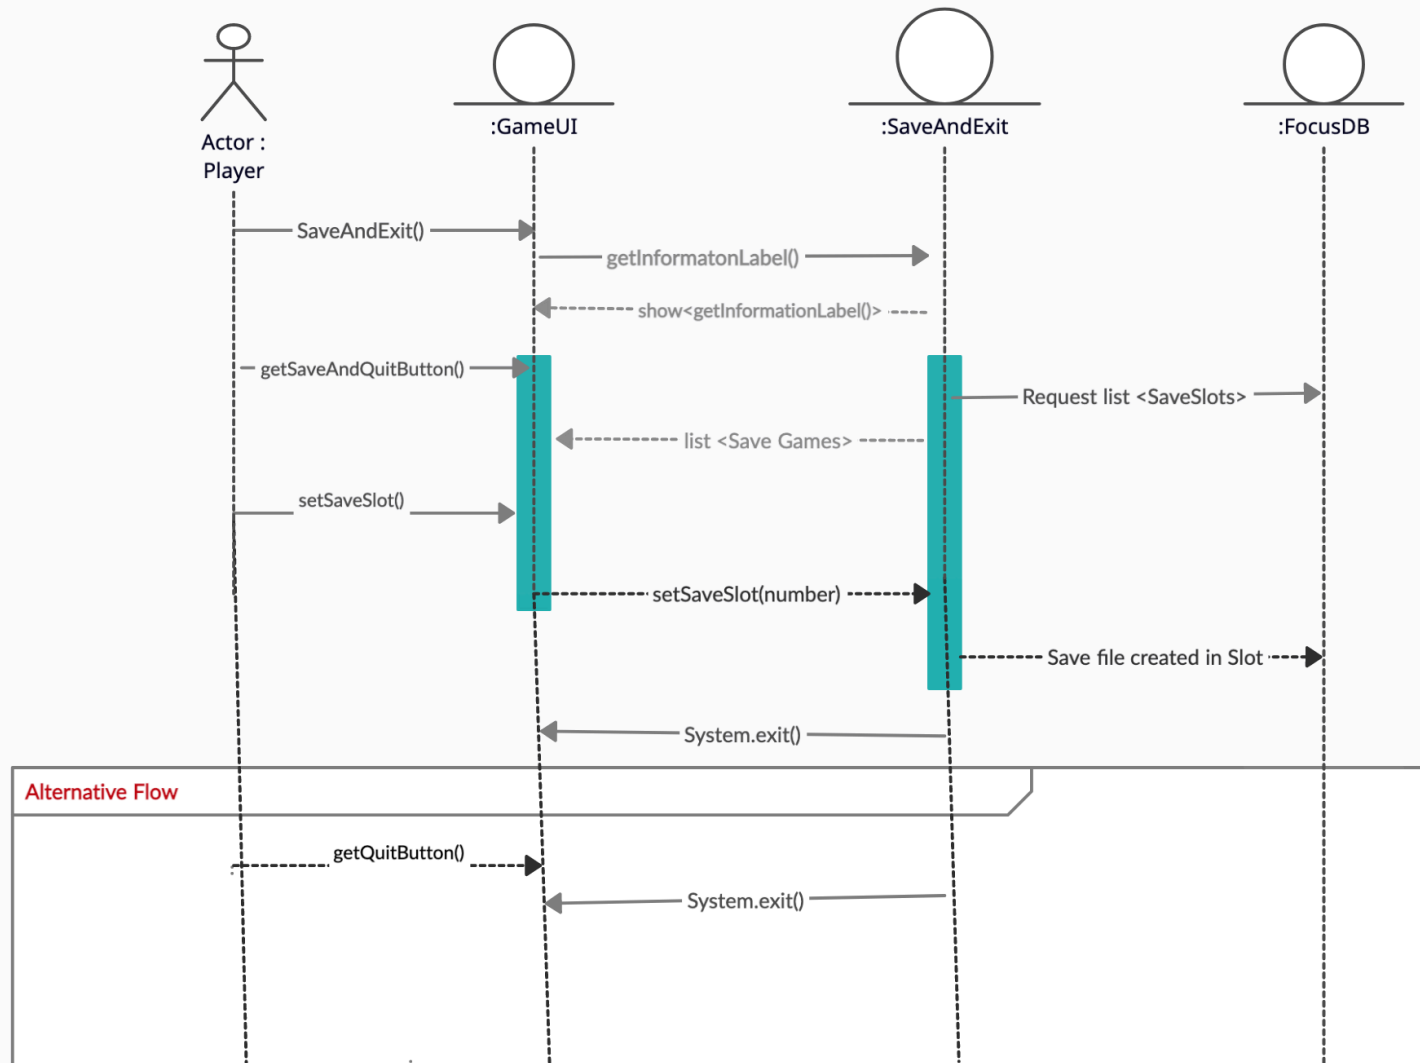 Actor :
Player
:GameUI
:SaveAndExit
:FocusDB
SaveAndExit()
getInformatonLabel()
show<getInformationLabel()>
getSaveAndQuitButton()
Request list <SaveSlots>
list <Save Games>
setSaveSlot()
setSaveSlot(number)
Save file created in Slot
System.exit()
Alternative Flow
getQuitButton()
System.exit()